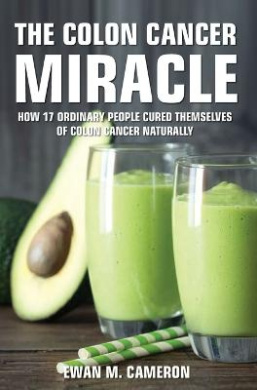 THE COLON CANCER
MIRACLE
HOW 17 ORDINARY PEOPLE CURED THEMSELVES
OF COLON CANCER NATURALLY
EWAN M. CAMERON